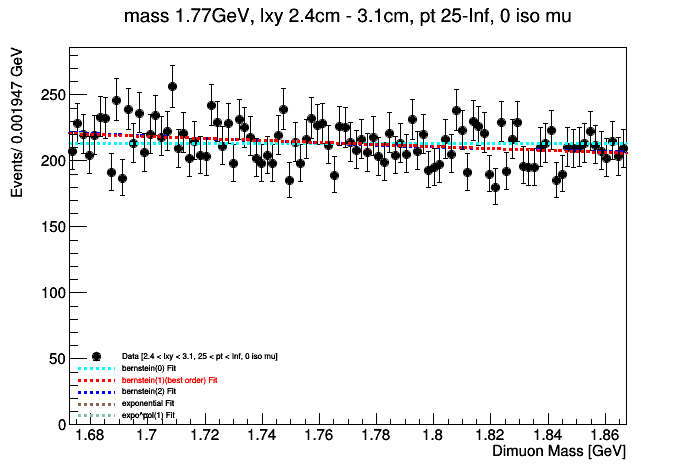 mass 1.77GeV, lxy 2.4cm - 3.1cm, pt 25-Inf, 0 iso mu
Events/ 0.001947 GeV
250
200
150
100
50
0
Data [2.4 < lxy < 3.1, 25 < pt < Inf, 0 iso mu]
bernstein(0) Fit
bernstein(1)(best order) Fit
bernstein(2) Fit
exponential Fit
expo*pol(1) Fit
1.68 1.7 1.72 1.74 1.76 1.78 1.8 1.82 1.84 1.86
Dimuon Mass [GeV]